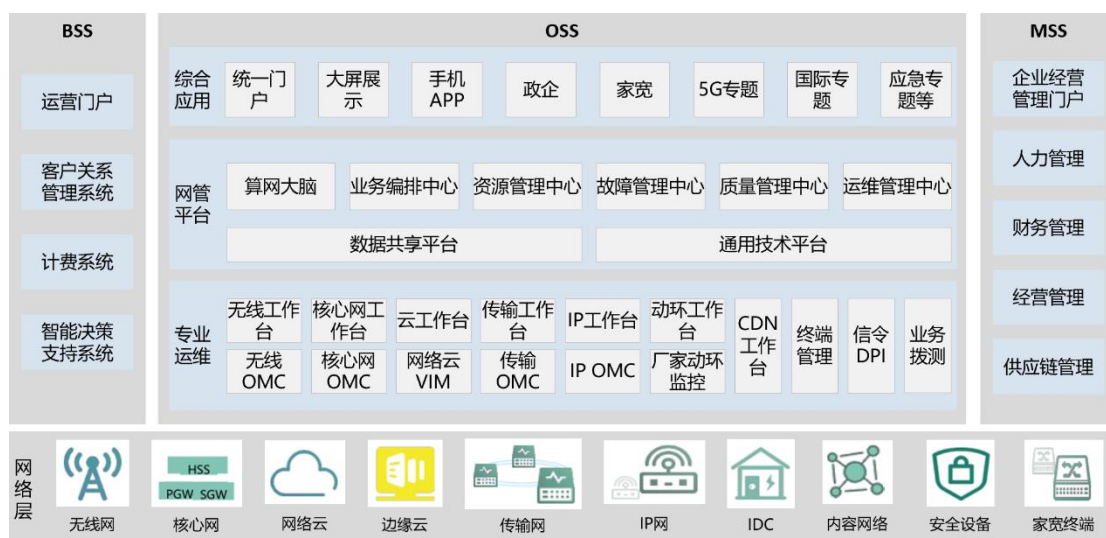 BSS
运营门户
客户关系
管理系统
计费系统
智能决策
支持系统
OSS
综合
应用
统一门
户
大屏展
示
手机
APP
政企
家宽
5G专题
国际专
题
应急专
题等
网管
平台
算网大脑
业务编排中心
资源管理中心
故障管理中心
质量管理中心
运维管理中心
数据共享平台
通用技术平台
专业
运维
无线工作
台
核心网工
作台
云工作台
传输工作
台
IP工作台
动环工作
台
无线
OMC
核心网
OMC
网络云
VIM
传输
OMC
IP OMC
厂家动环
监控
CDN
工作
台
终端
管理
信令
DPI
业务
拨测
MSS
企业经营
管理门户
人力管理
财务管理
经营管理
供应链管理
网
络
层
HSS
PGW SGW
无线网
核心网
网络云
边缘云
传输网
IP网
IDC
内容网络
安全设备
家宽终端